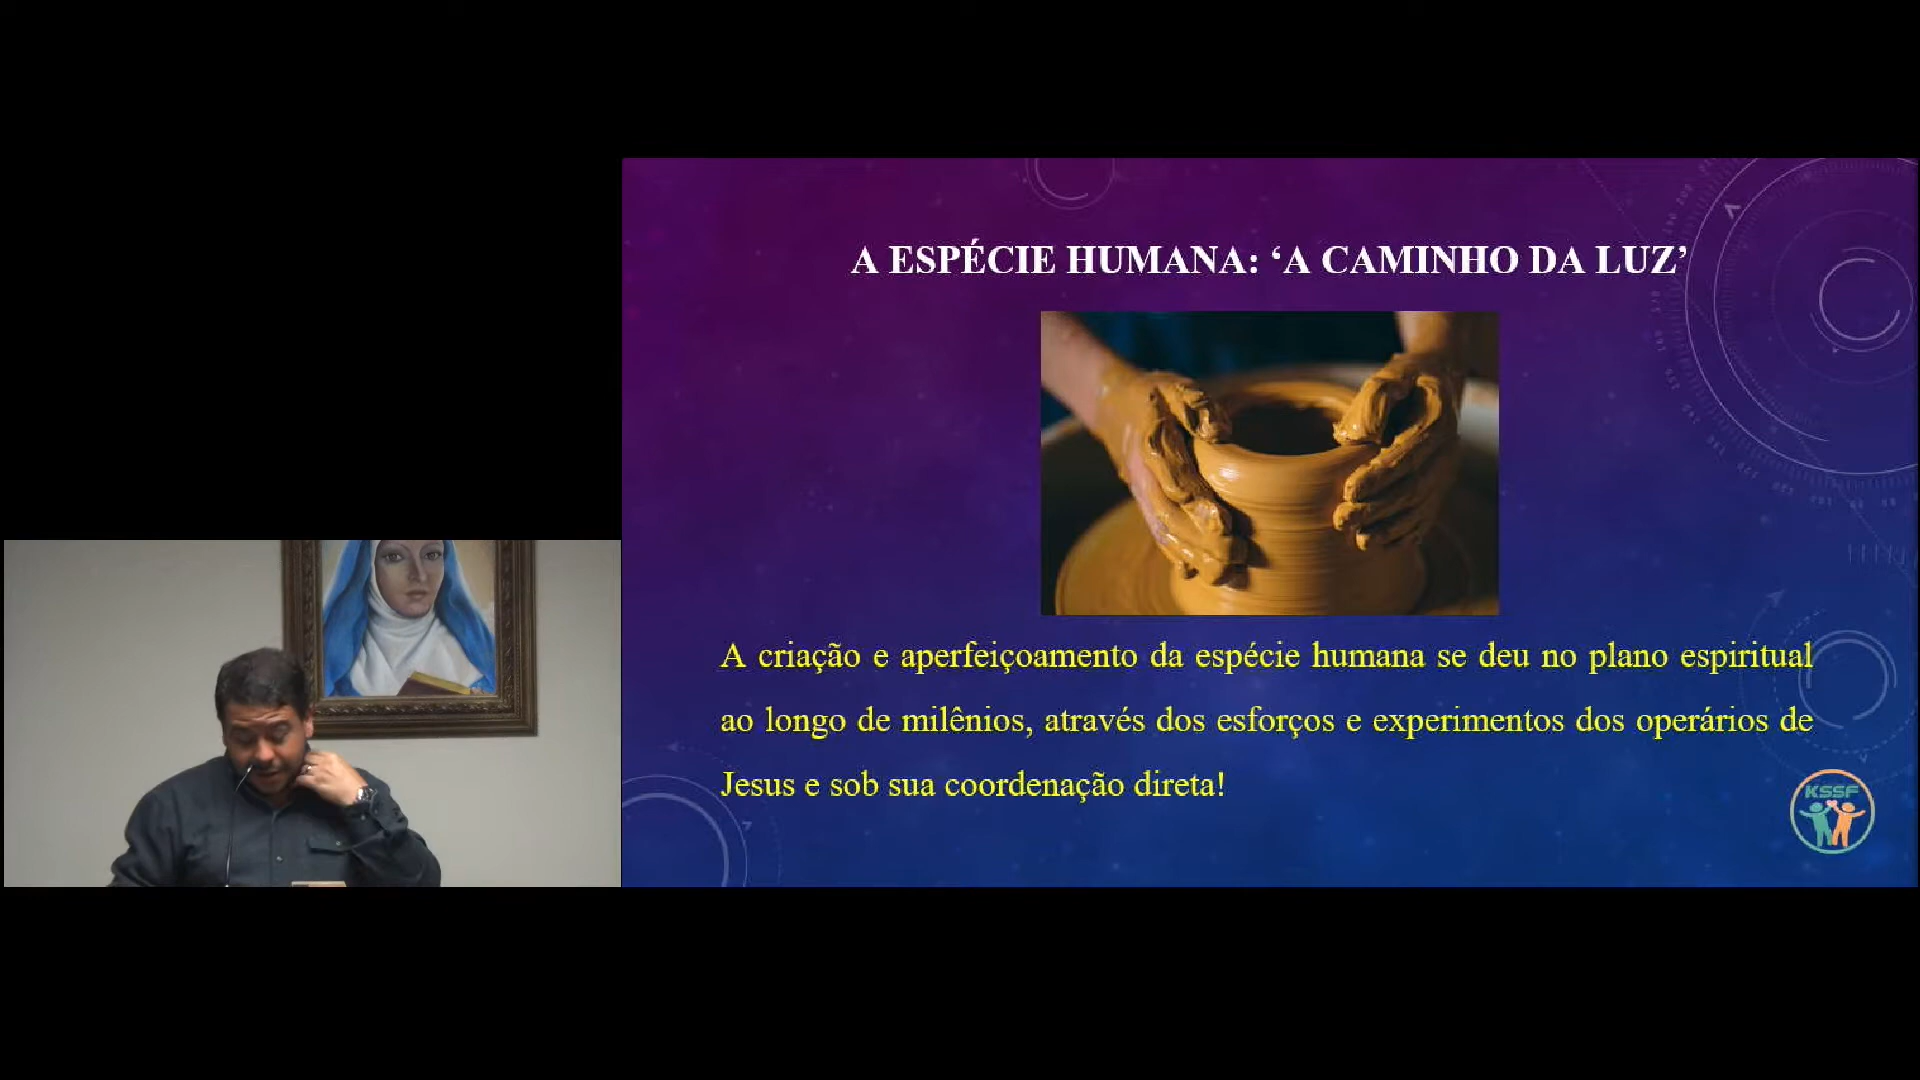 A ESPÉCIE HUMANA: ‘A CAMINHO DA LUZ’
A criação e aperfeiçoamento da espécie humana se deu no plano espiritual
ao longo de milênios, através dos esforços e experimentos dos operários de
Jesus e sob sua coordenação direta!
KSSF